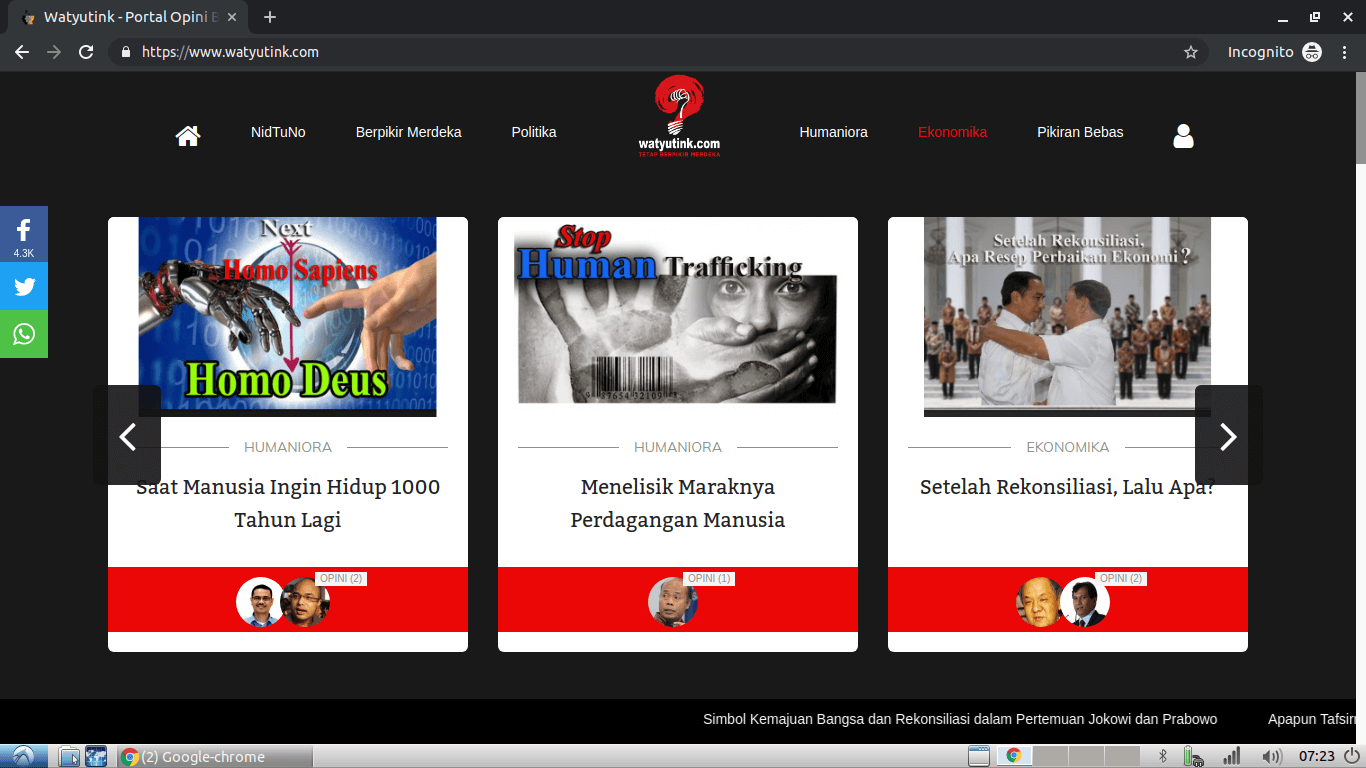 Watyutink - Portal Opini B
https://www.watyutink.com
Incognito
NidTuNo
Berpikir Merdeka
Politika
watyutink.com
TETAP BERPIKIR MERDEKA
Humaniora
Ekonomika
Pikiran Bebas
4.3K
Next
Homo Sapiens
Homo Deus
HUMANIORA
Saat Manusia Ingin Hidup 1000
Tahun Lagi
OPINI (2)
Stop
Human Trafficking
HUMANIORA
Menelisik Maraknya
Perdagangan Manusia
OPINI (1)
Setelah Rekonsiliasi,
Apa Resep Perbaikan Ekonomi?
EKONOMIKA
Setelah Rekonsiliasi, Lalu Apa?
OPINI (2)
Simbol Kemajuan Bangsa dan Rekonsiliasi dalam Pertemuan Jokowi dan Prabowo
Apapun Tafsirn
(2) Google-chrome
07:23